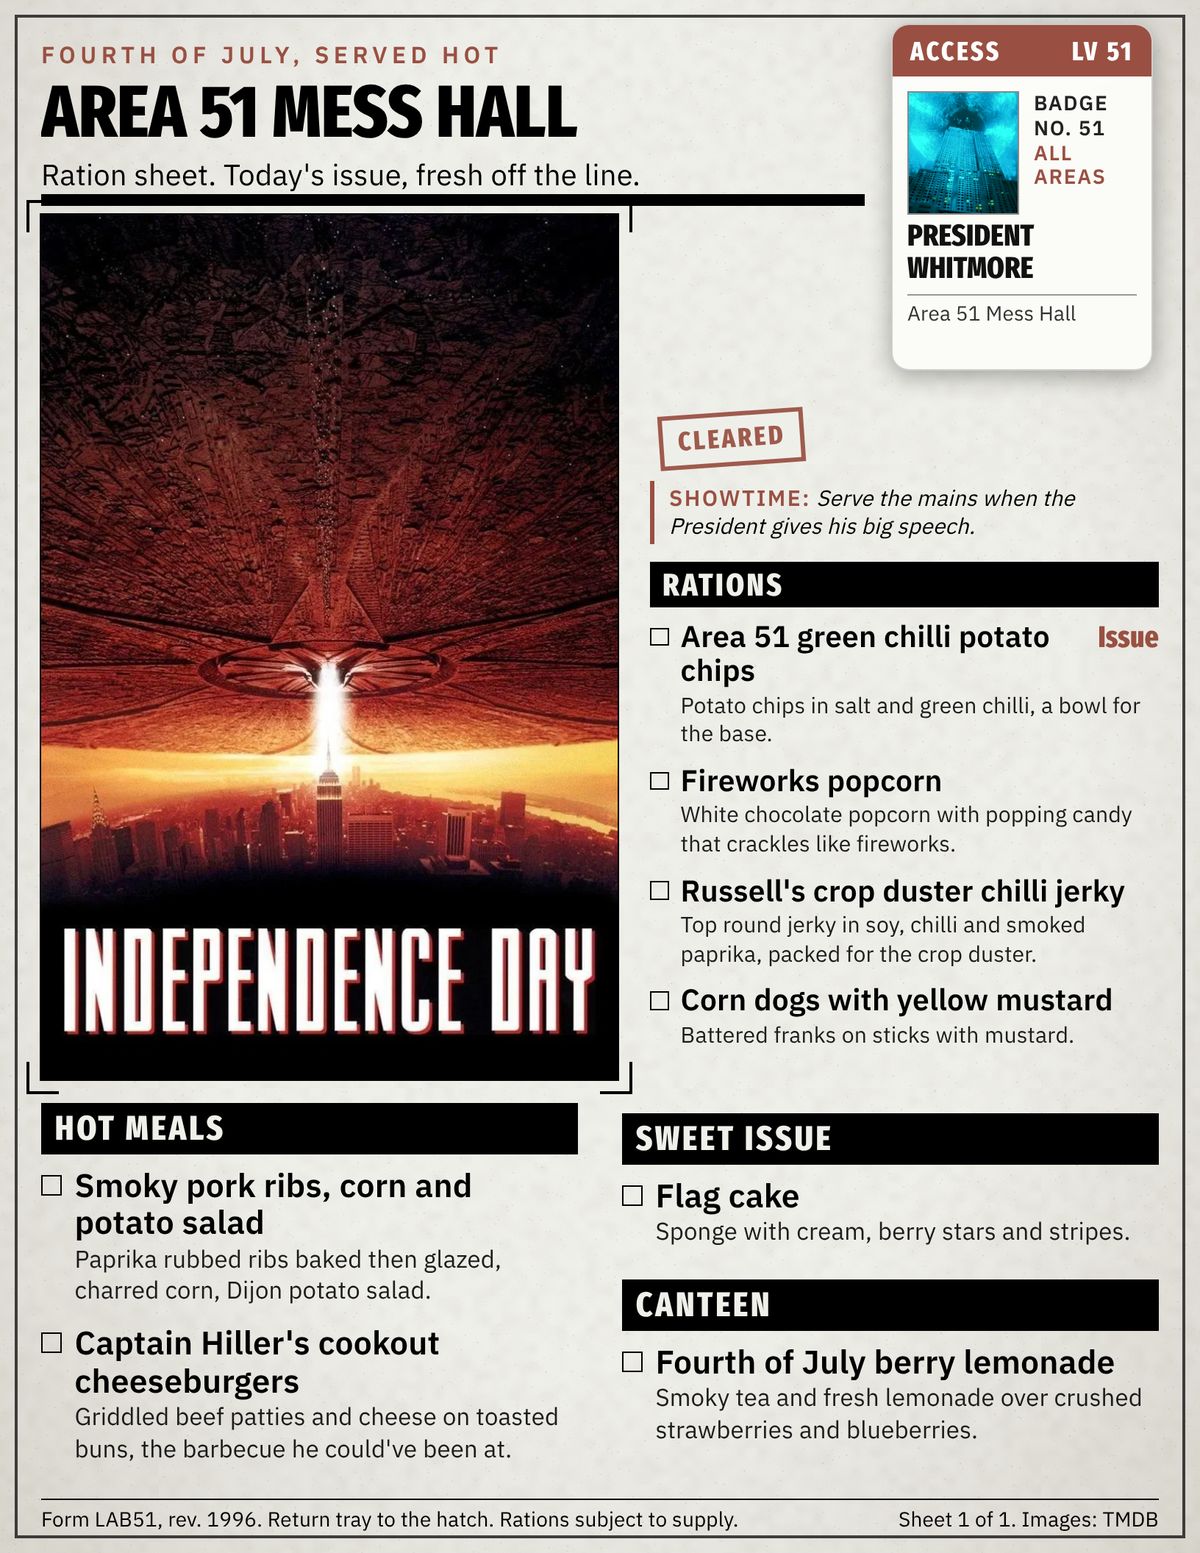 FOURTH OF JULY, SERVED HOT
AREA 51 MESS HALL
Ration sheet. Today's issue, fresh off the line.
ACCESS LV 51
BADGE
NO. 51
ALL
AREAS
PRESIDENT
WHITMORE
Area 51 Mess Hall
INDEPENDENCE DAY
CLEARED
SHOWTIME: Serve the mains when the
President gives his big speech.
RATIONS
Area 51 green chilli potato Issue
chips
Potato chips in salt and green chilli, a bowl for
the base.
Fireworks popcorn
White chocolate popcorn with popping candy
that crackles like fireworks.
Russell's crop duster chilli jerky
Top round jerky in soy, chilli and smoked
paprika, packed for the crop duster.
Corn dogs with yellow mustard
Battered franks on sticks with mustard.
HOT MEALS
Smoky pork ribs, corn and
potato salad
Paprika rubbed ribs baked then glazed,
charred corn, Dijon potato salad.
Captain Hiller's cookout
cheeseburgers
Griddled beef patties and cheese on toasted
buns, the barbecue he could've been at.
SWEET ISSUE
Flag cake
Sponge with cream, berry stars and stripes.
CANTEEN
Fourth of July berry lemonade
Smoky tea and fresh lemonade over crushed
strawberries and blueberries.
Form LAB51, rev. 1996. Return tray to the hatch. Rations subject to supply.
Sheet 1 of 1. Images: TMDB